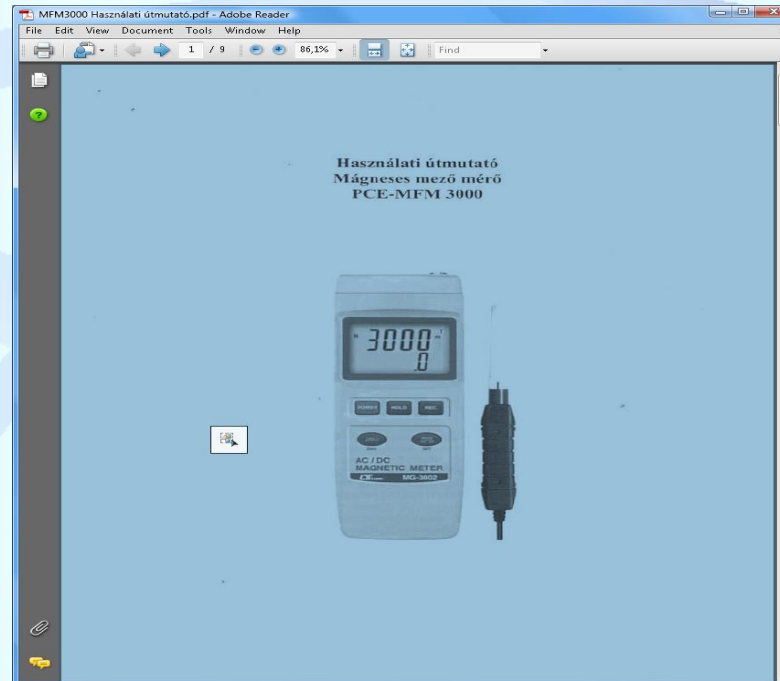 MFM3000 Használati útmutató.pdf - Adobe Reader
File Edit View Document Tools Window Help
1 / 9 86,1% Find
Használati útmutató
Mágneses mező mérő
PCE-MFM 3000
3000
.0
POWER HOLD REC.
AC / DC
MAGNETIC METER
MG-3002